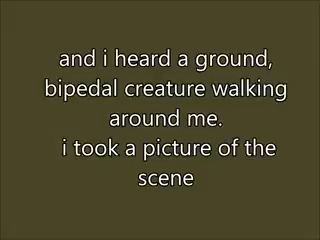 and i heard a ground,
bipedal creature walking
around me.
i took a picture of the
scene